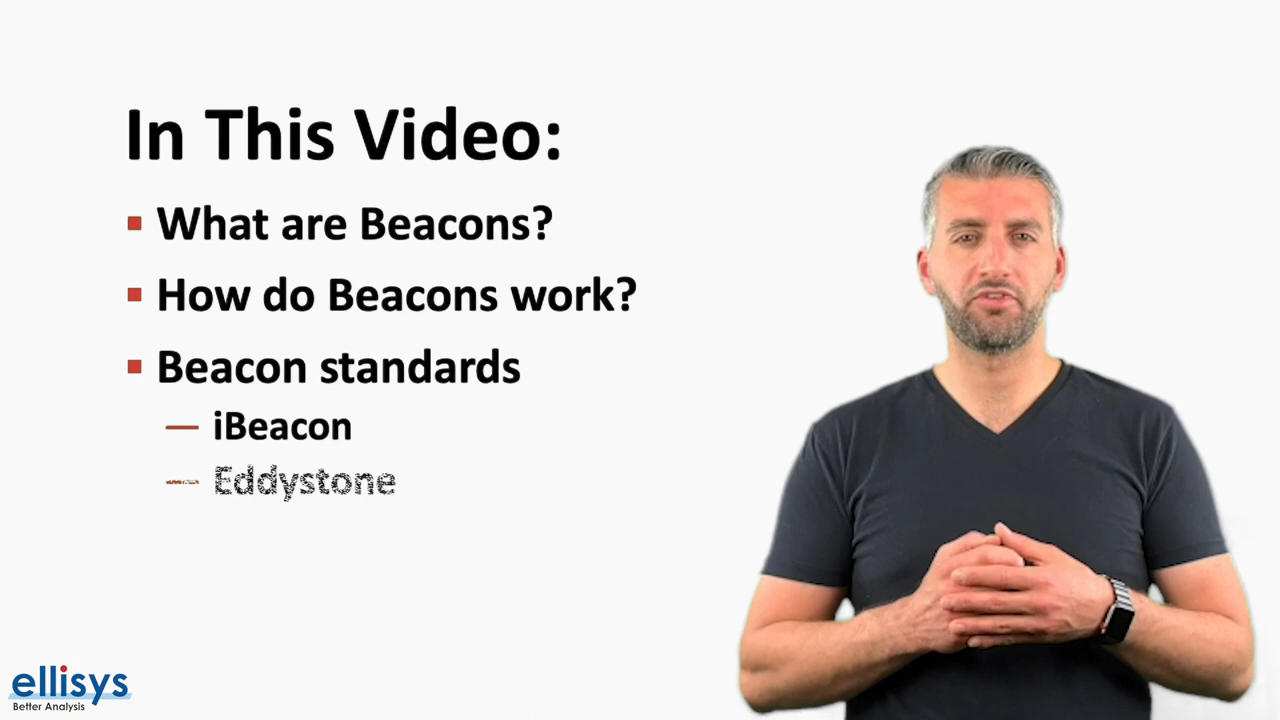 In This Video:
What are Beacons?
How do Beacons work?
Beacon standards
iBeacon
Eddystone
ellisys
Better Analysis